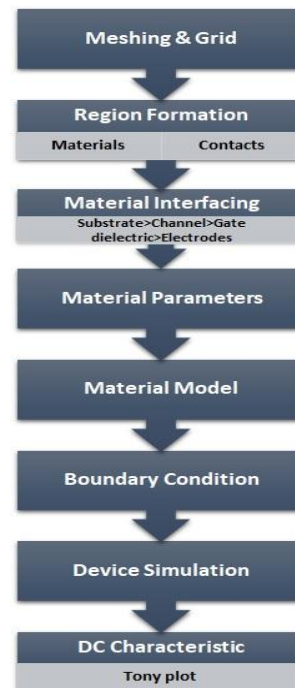 Meshing & Grid
Region Formation
Materials Contacts
Material Interfacing
Substrate>Channel>Gate
dielectric>Electrodes
Material Parameters
Material Model
Boundary Condition
Device Simulation
DC Characteristic
Tony plot